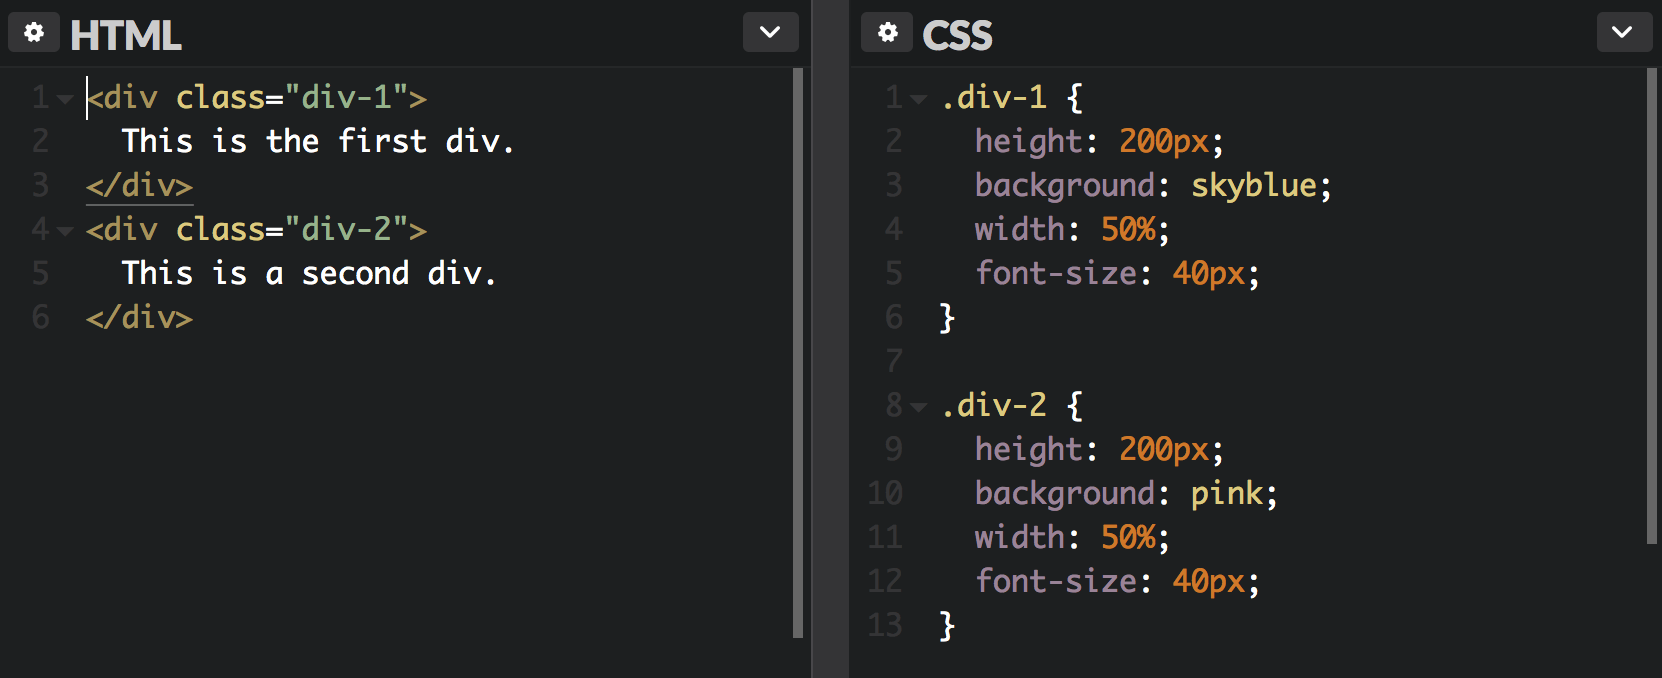 HTML
1 <div class="div-1">
2   This is the first div.
3 </div>
4 <div class="div-2">
5   This is a second div.
6 </div>
CSS
1 .div-1 {
2   height: 200px;
3   background: skyblue;
4   width: 50%;
5   font-size: 40px;
6 }
7
8 .div-2 {
9   height: 200px;
10   background: pink;
11   width: 50%;
12   font-size: 40px;
13 }